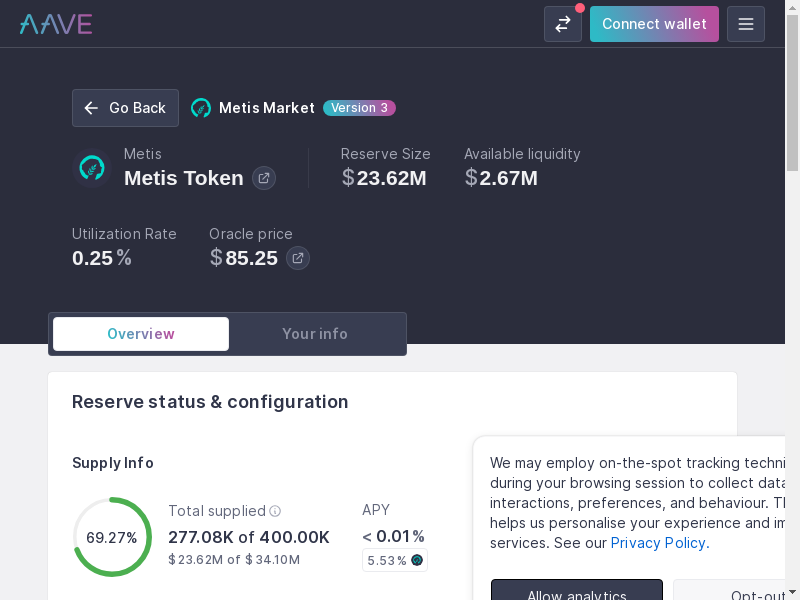 AAVE
Connect wallet
Go Back
Metis Market
Version 3
Metis
Metis Token
Reserve Size
$23.62M
Available liquidity
$2.67M
Utilization Rate
0.25%
Oracle price
$85.25
Overview
Your info
Reserve status & configuration
Supply Info
69.27%
Total supplied
277.08K of 400.00K
$23.62M of $34.10M
APY
< 0.01%
5.53%
We may employ on-the-spot tracking techni
during your browsing session to collect data
interactions, preferences, and behaviour. Th
helps us personalise your experience and im
services. See our Privacy Policy.
Allow analytics
Opt-out